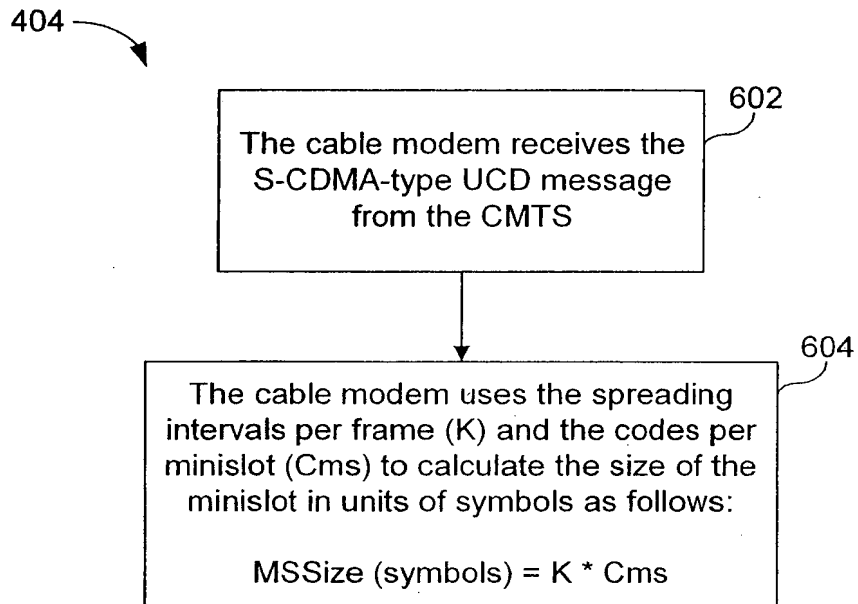 404
602
The cable modem receives the
S-CDMA-type UCD message
from the CMTS
604
The cable modem uses the spreading
intervals per frame (K) and the codes per
minislot (Cms) to calculate the size of the
minislot in units of symbols as follows:
MSSize (symbols) = K * Cms